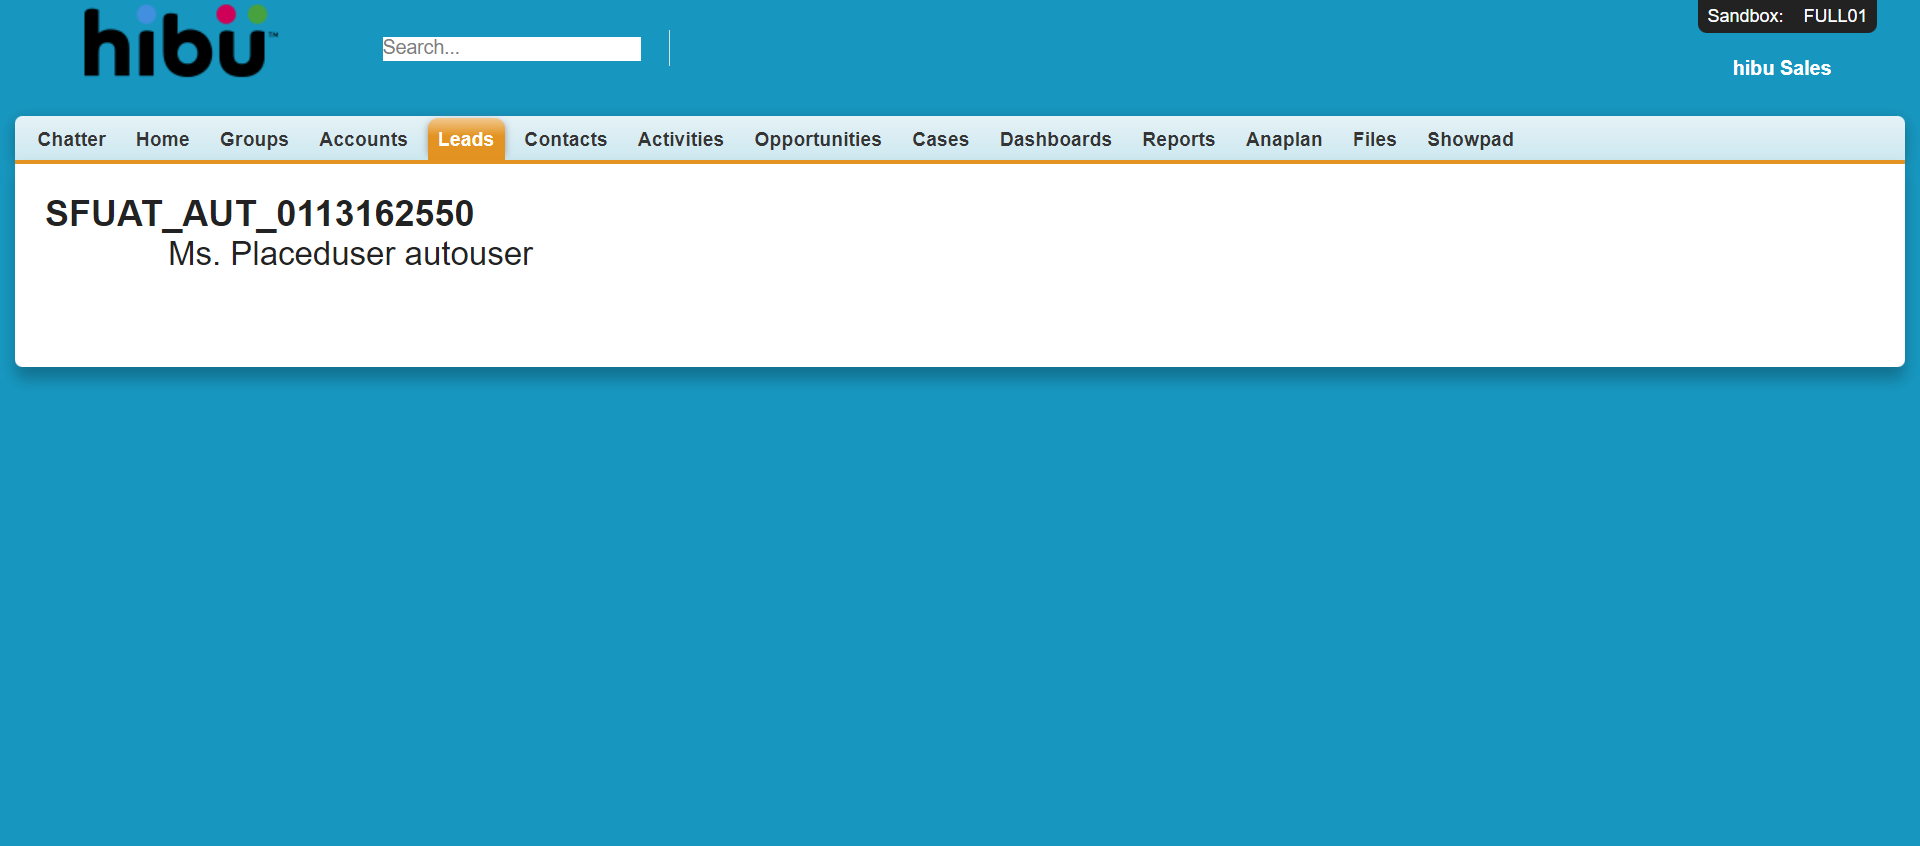 hibü™
Search...
Sandbox: FULL01
hibu Sales
Chatter Home Groups Accounts Leads Contacts Activities Opportunities Cases Dashboards Reports Anaplan Files Showpad
SFUAT_AUT_0113162550
Ms. Placeduser autouser